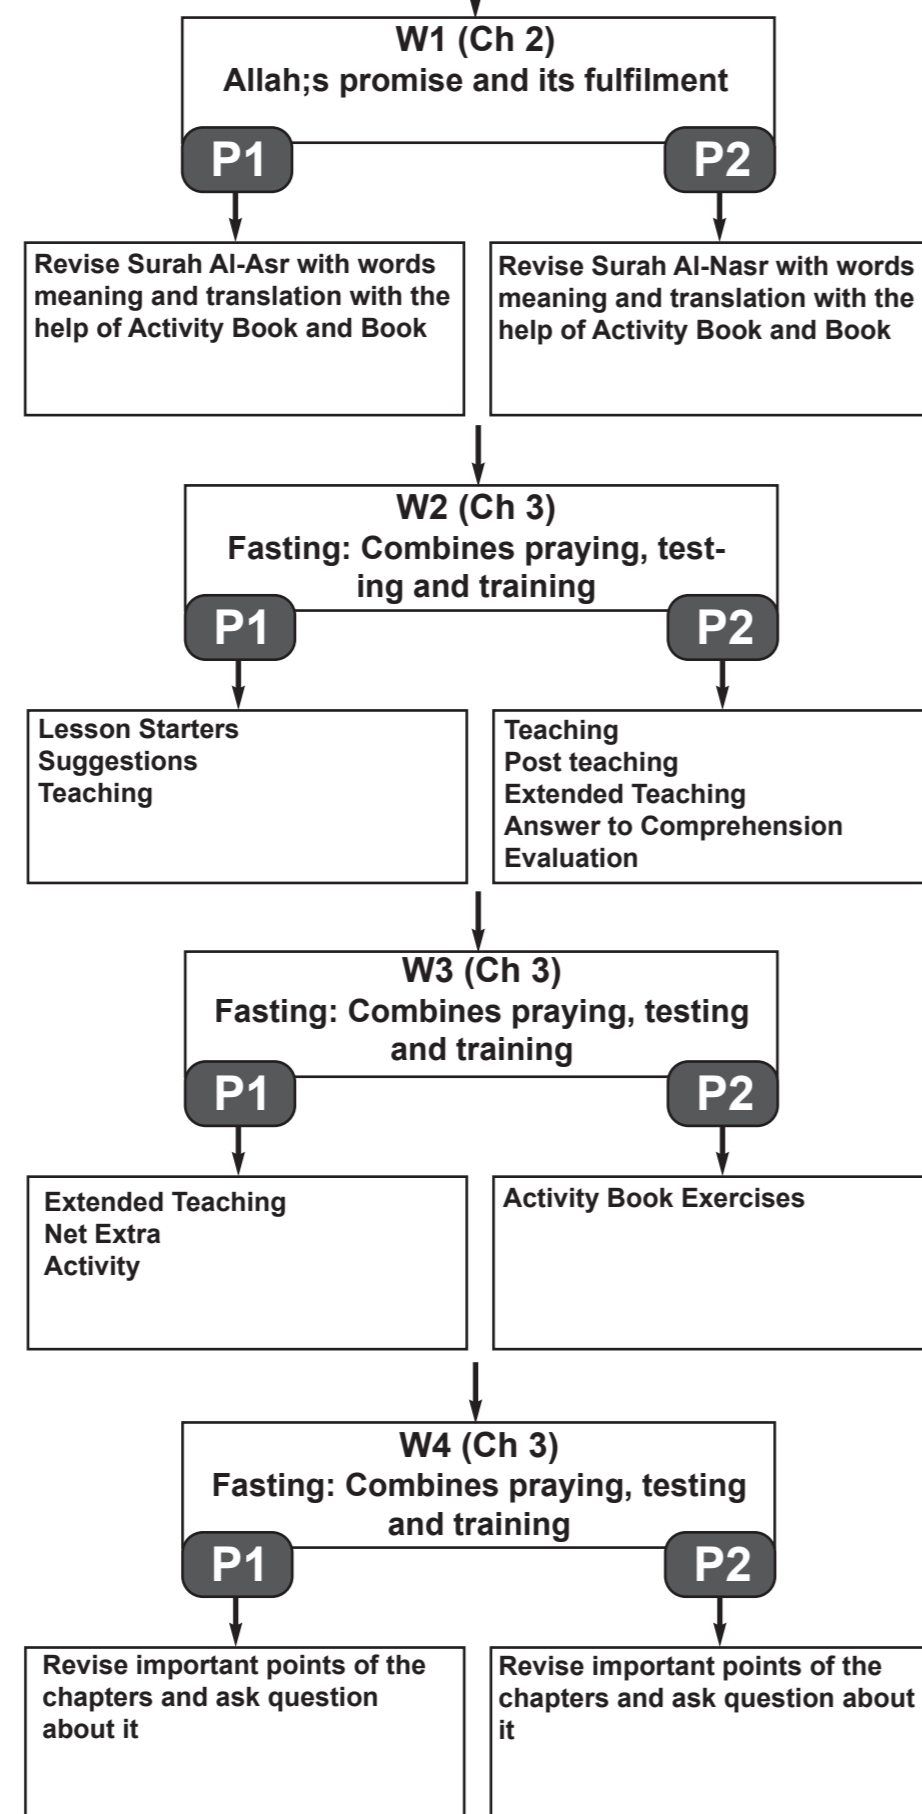 W1 (Ch 2)
Allah;s promise and its fulfilment
P1
P2
Revise Surah Al-Asr with words
meaning and translation with the
help of Activity Book and Book
Revise Surah Al-Nasr with words
meaning and translation with the
help of Activity Book and Book
W2 (Ch 3)
Fasting: Combines praying, test-
ing and training
P1
P2
Lesson Starters
Suggestions
Teaching
Teaching
Post teaching
Extended Teaching
Answer to Comprehension
Evaluation
W3 (Ch 3)
Fasting: Combines praying, testing
and training
P1
P2
Extended Teaching
Net Extra
Activity
Activity Book Exercises
W4 (Ch 3)
Fasting: Combines praying, testing
and training
P1
P2
Revise important points of the
chapters and ask question
about it
Revise important points of the
chapters and ask question about
it